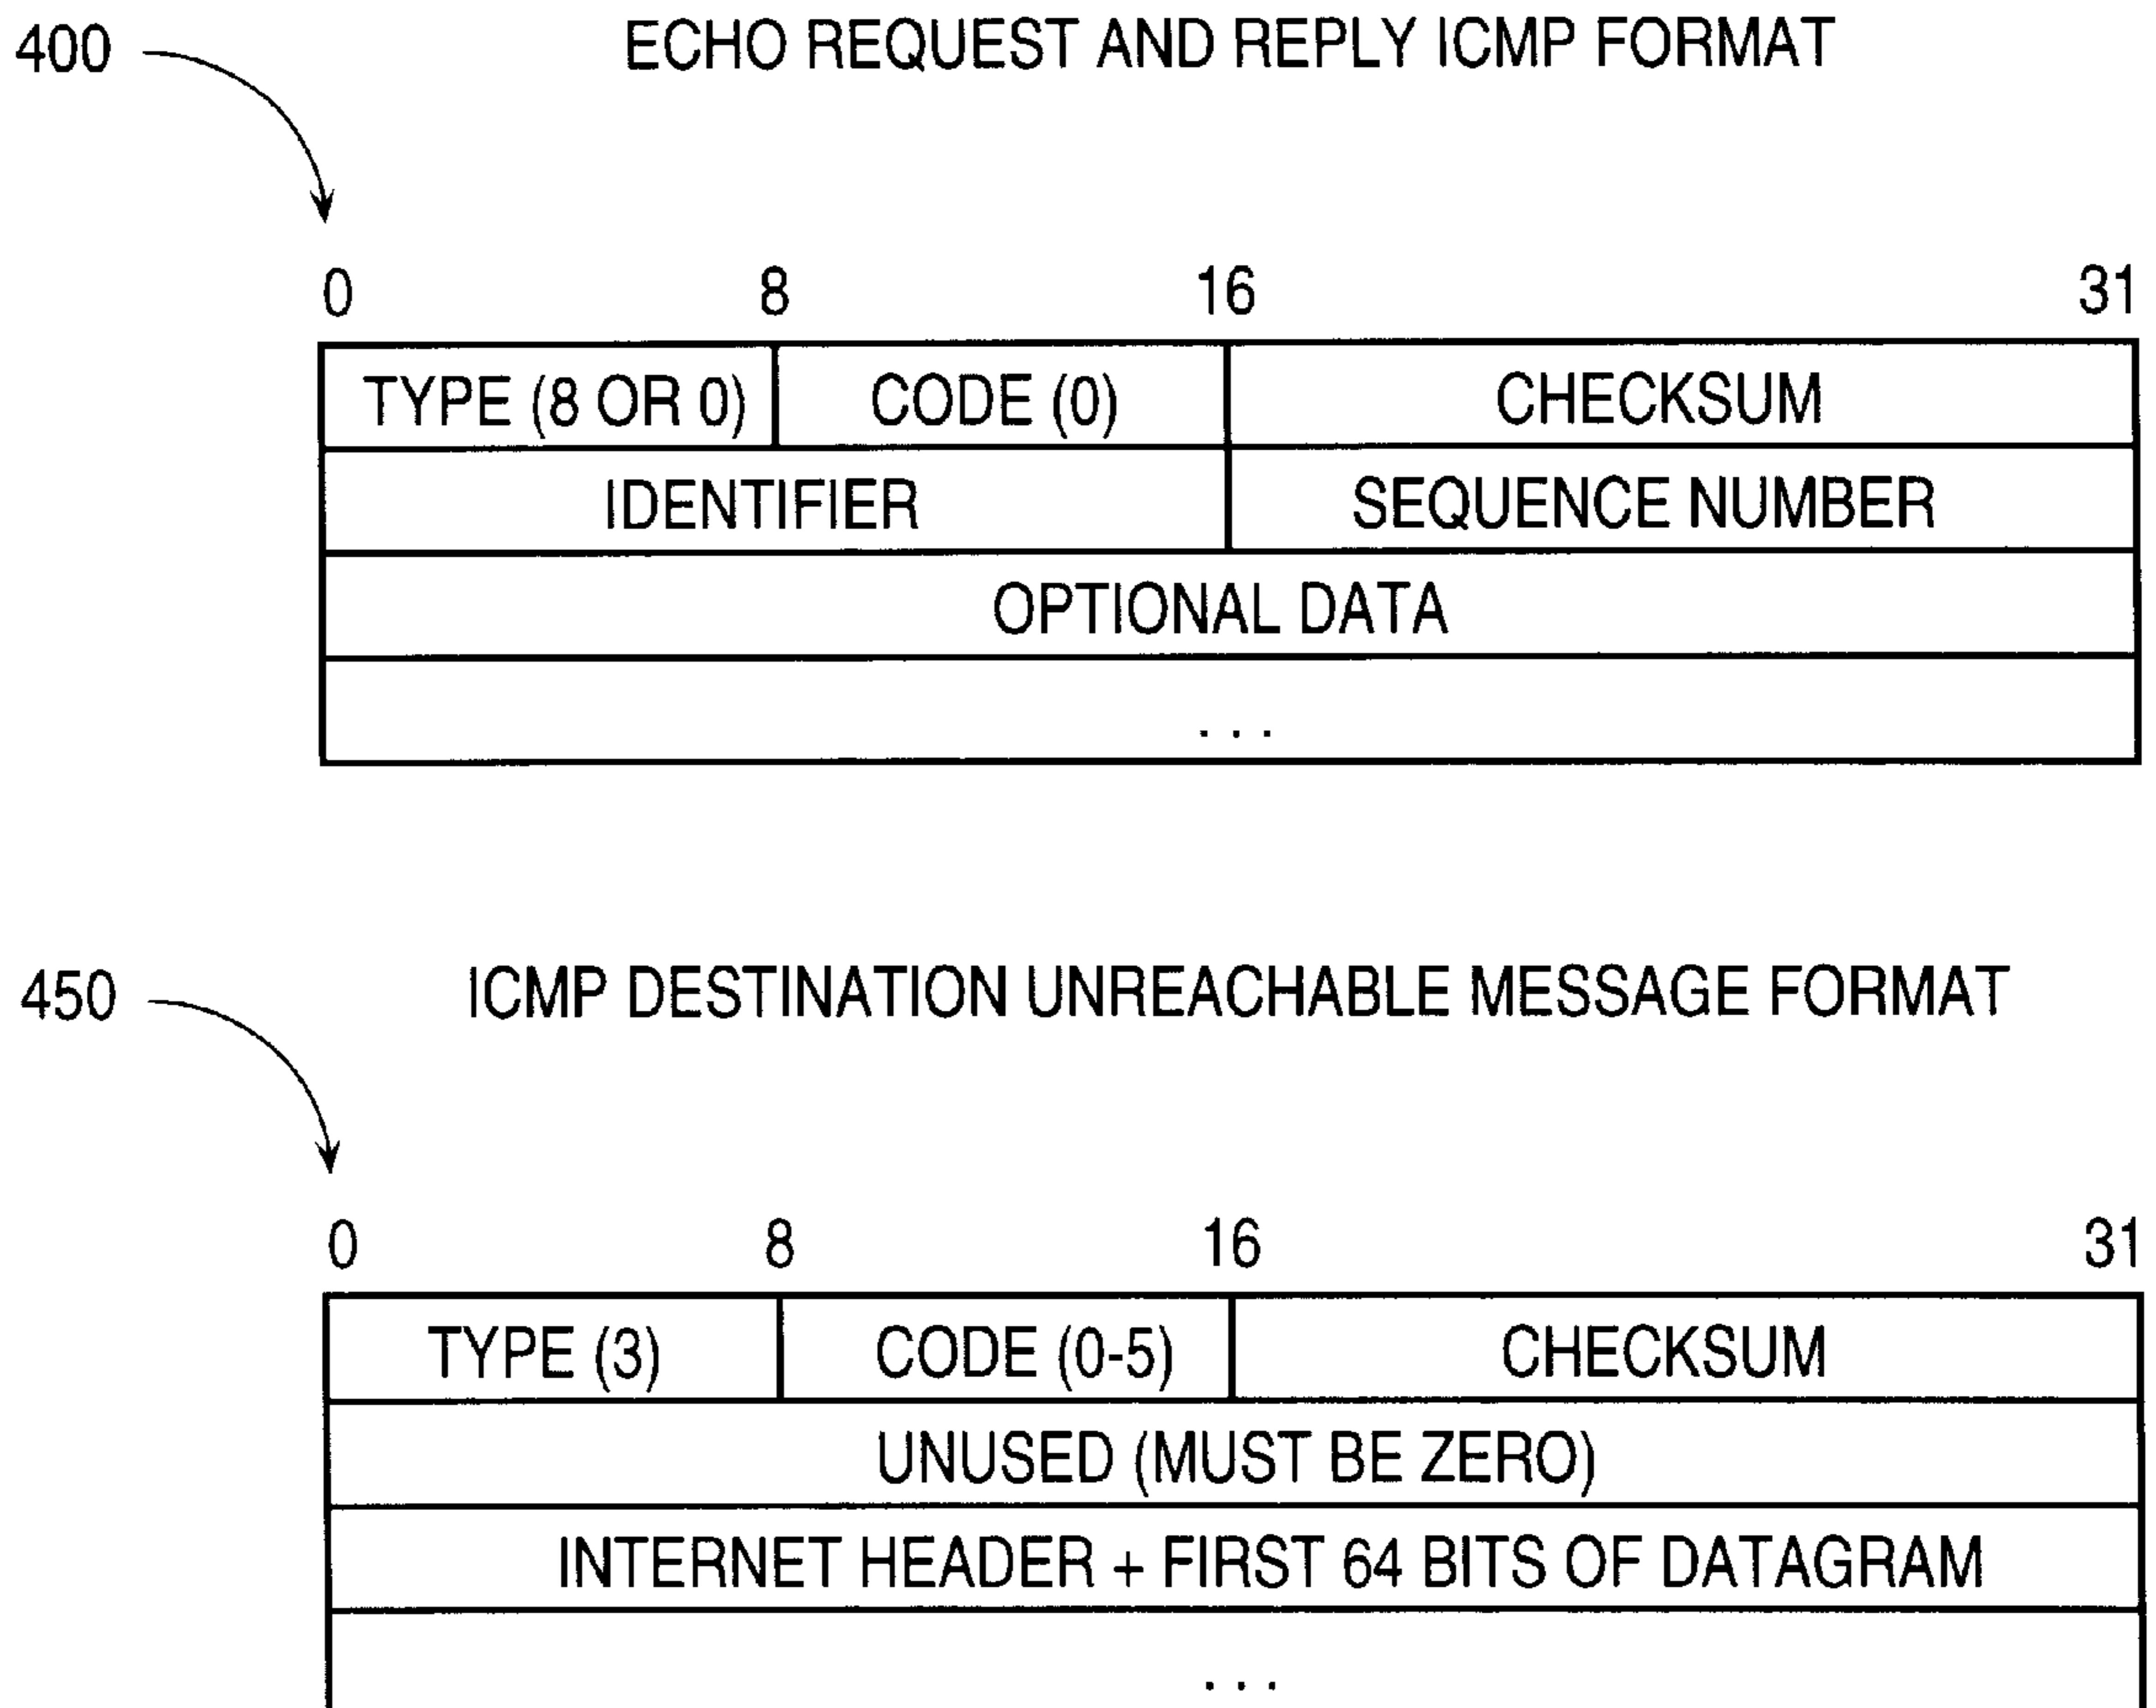 400
ECHO REQUEST AND REPLY ICMP FORMAT
0 8 16 31
TYPE (8 OR 0) CODE (0) CHECKSUM
IDENTIFIER SEQUENCE NUMBER
OPTIONAL DATA
...
450
ICMP DESTINATION UNREACHABLE MESSAGE FORMAT
0 8 16 31
TYPE (3) CODE (0-5) CHECKSUM
UNUSED (MUST BE ZERO)
INTERNET HEADER + FIRST 64 BITS OF DATAGRAM
...